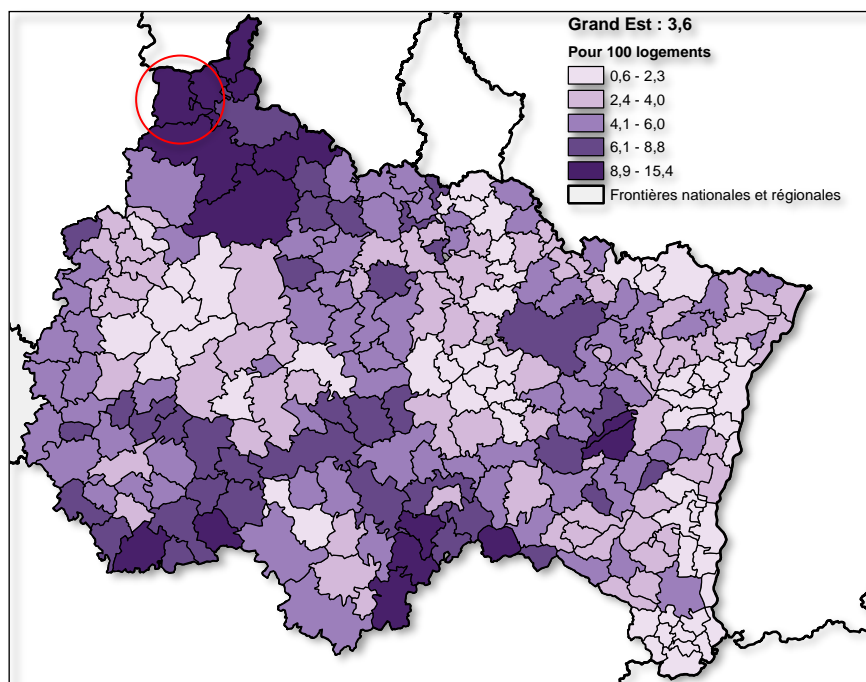 Grand Est : 3,6
Pour 100 logements
0,6 - 2,3
2,4 - 4,0
4,1 - 6,0
6,1 - 8,8
8,9 - 15,4
Frontières nationales et régionales